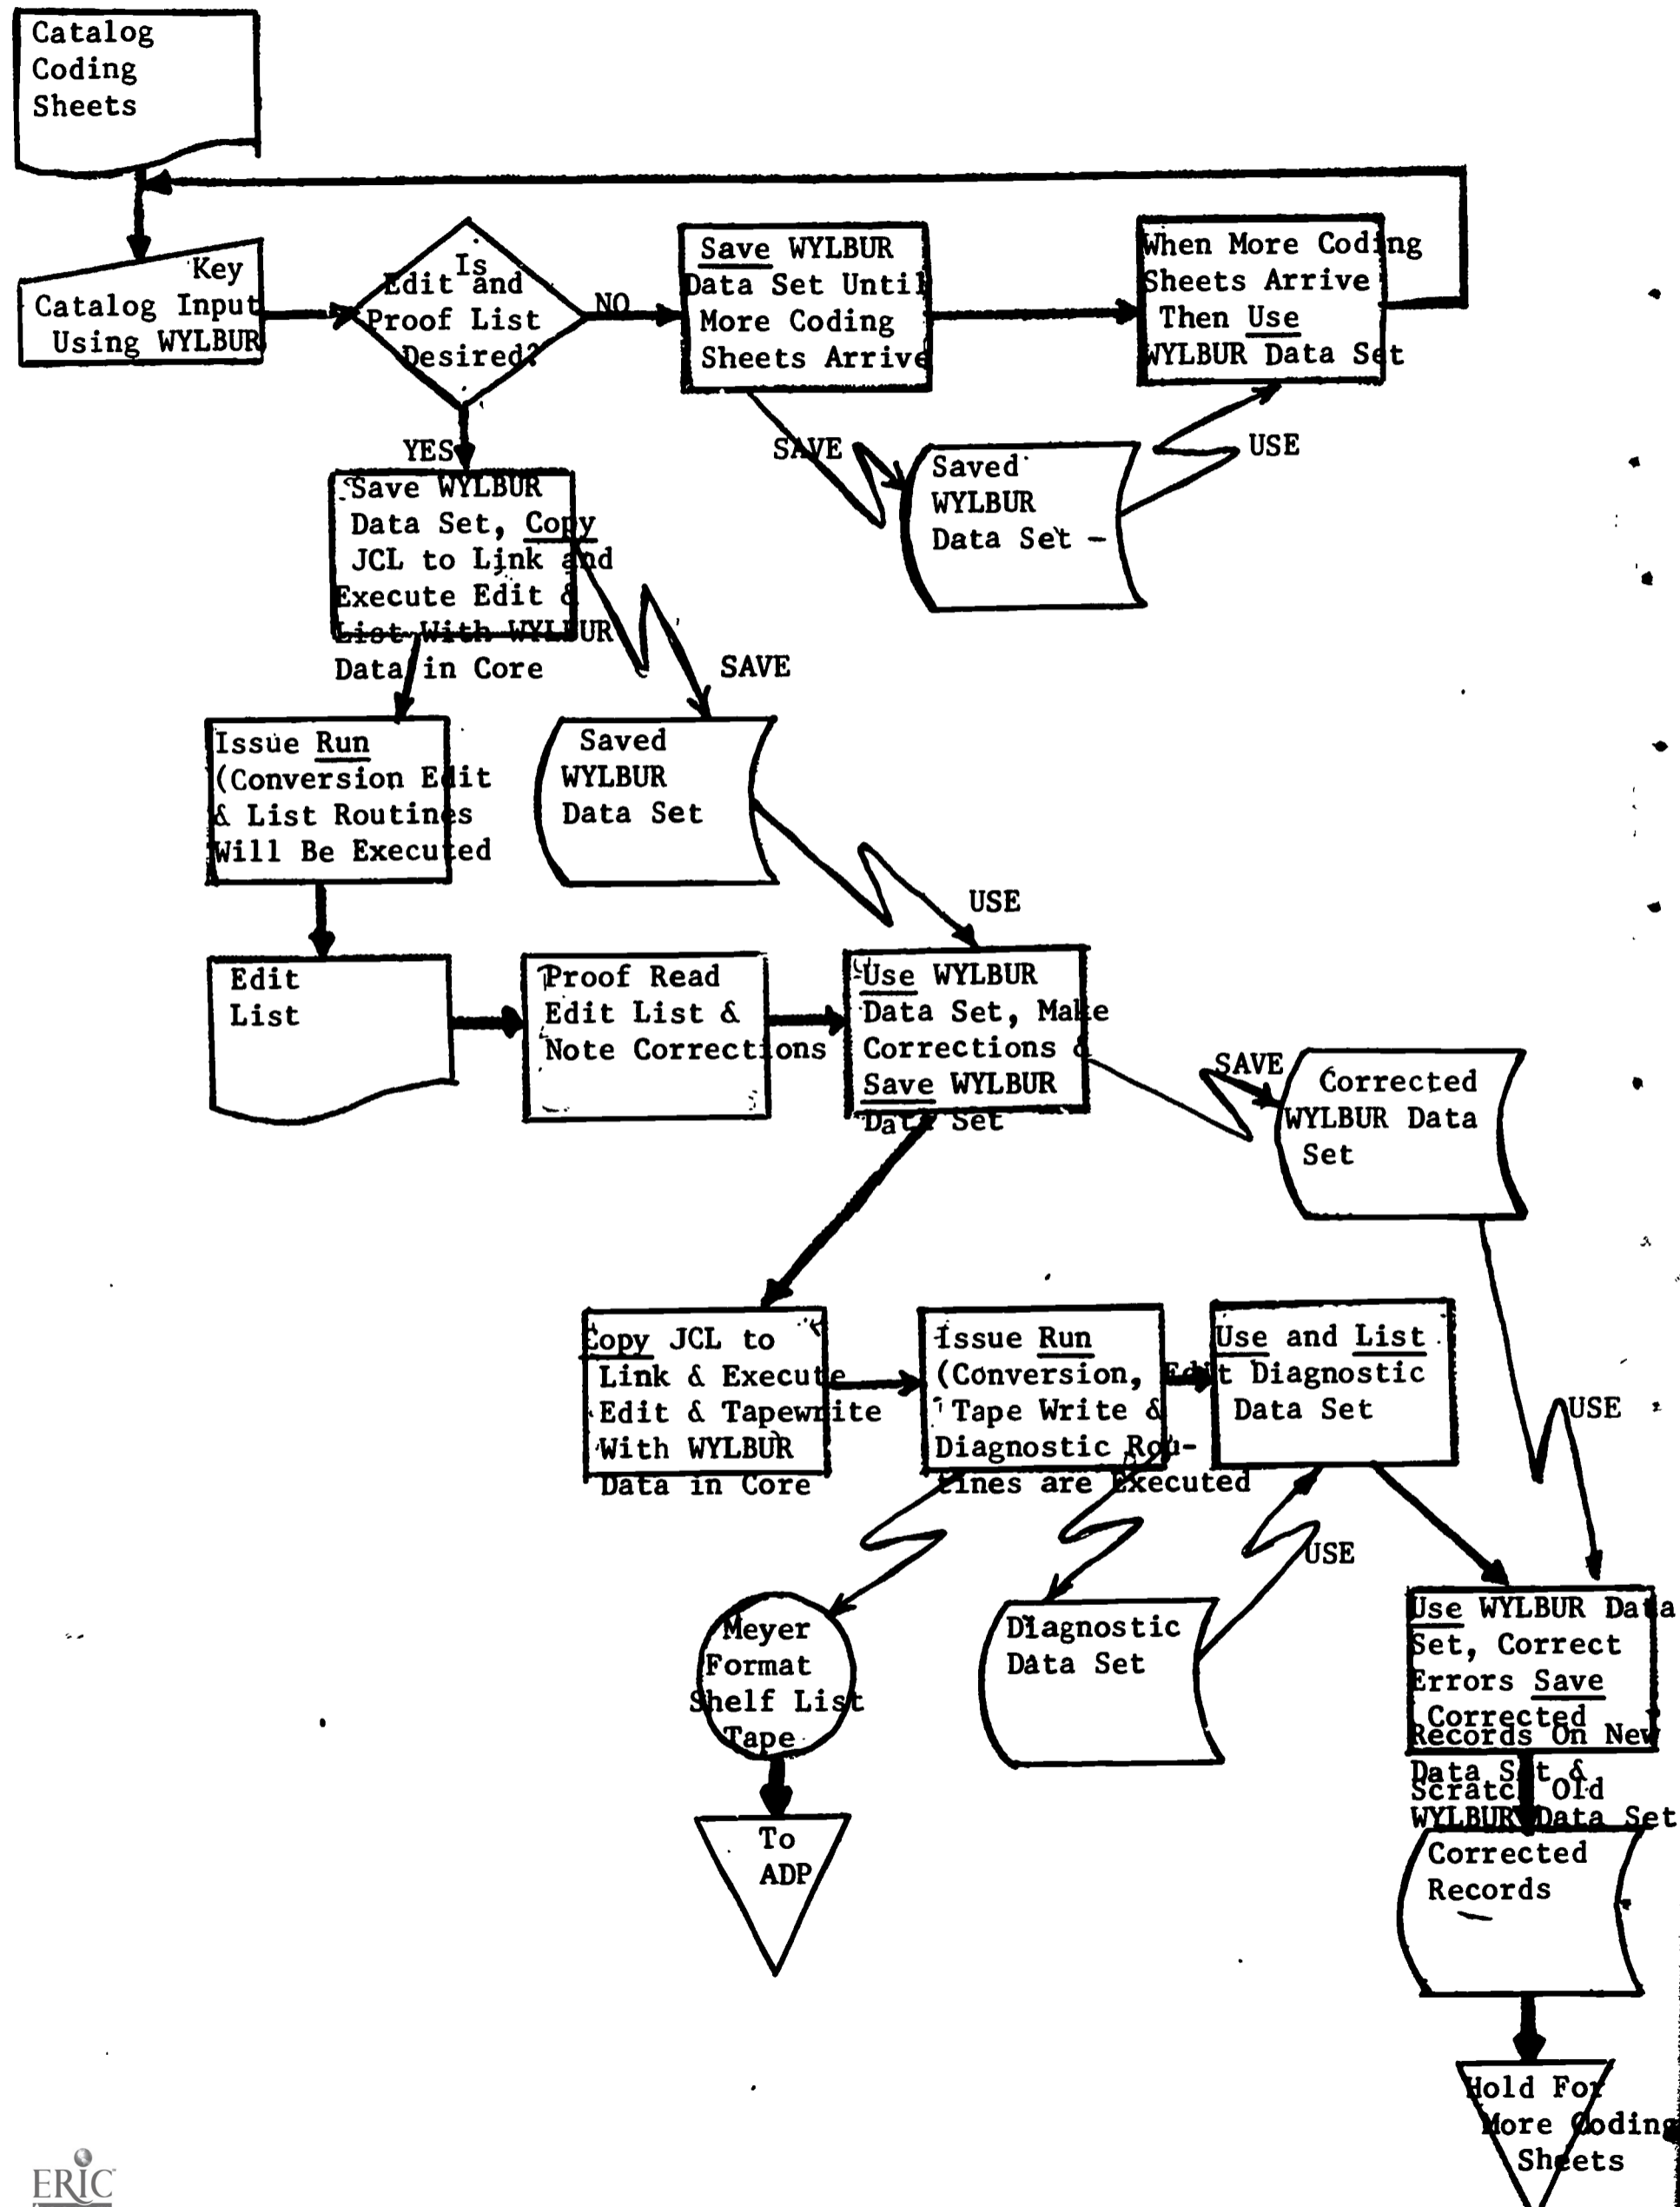 Catalog
Coding
Sheets
Key
Catalog Input
Using WYLBUR
Is
Edit and
Proof List
Desired?
NO
Save WYLBUR
Data Set Until
More Coding
Sheets Arrive
When More Coding
Sheets Arrive
Then Use
WYLBUR Data Set
SAVE
Saved
WYLBUR
Data Set -
USE
YES
Save WYLBUR
Data Set, Copy
JCL to Link and
Execute Edit &
List With WYLBUR
Data in Core
SAVE
Issue Run
(Conversion Edit
& List Routines
Will Be Executed
Saved
WYLBUR
Data Set
USE
Edit
List
Proof Read
Edit List &
Note Corrections
Use WYLBUR
Data Set, Make
Corrections &
Save WYLBUR
Data Set
SAVE
Corrected
WYLBUR Data
Set
Copy JCL to
Link & Execute
Edit & Tapewrite
With WYLBUR
Data in Core
Issue Run
(Conversion, Edit
Tape Write &
Diagnostic Rou-
tines are Executed
Use and List
Diagnostic
Data Set
USE
USE
Meyer
Format
Shelf List
Tape
Diagnostic
Data Set
Use WYLBUR Data
Set, Correct
Errors Save
Corrected
Records On New
Data Set &
Scratch Old
WYLBUR Data Set
To
ADP
Corrected
Records
Hold For
More Coding
Sheets
ERIC